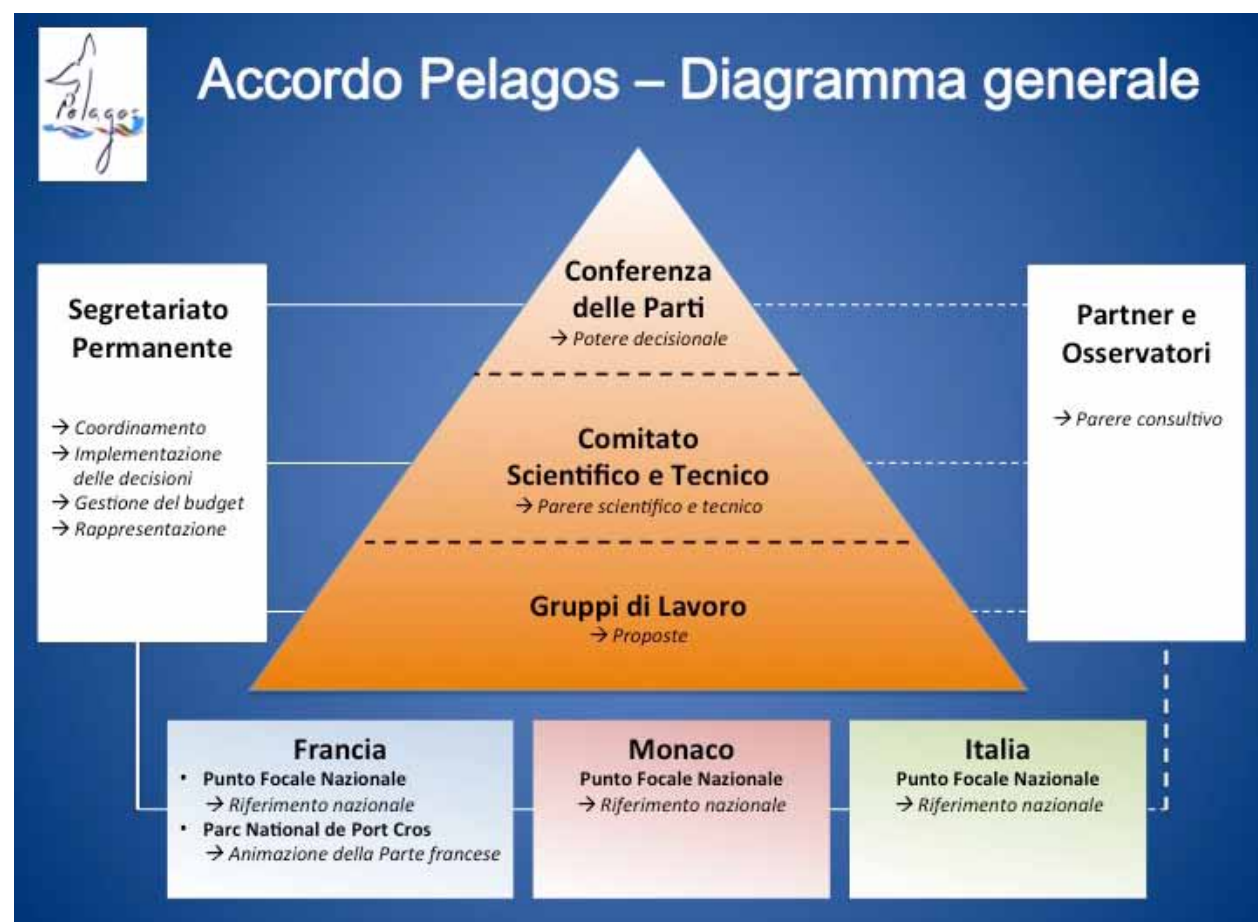 Pelagos
Accordo Pelagos – Diagramma generale
Segretariato
Permanente
→ Coordinamento
→ Implementazione
delle decisioni
→ Gestione del budget
→ Rappresentazione
Conferenza
delle Parti
→ Potere decisionale
Comitato
Scientifico e Tecnico
→ Parere scientifico e tecnico
Gruppi di Lavoro
→ Proposte
Partner e
Osservatori
→ Parere consultivo
Francia
• Punto Focale Nazionale
→ Riferimento nazionale
• Parc National de Port Cros
→ Animazione della Parte francese
Monaco
Punto Focale Nazionale
→ Riferimento nazionale
Italia
Punto Focale Nazionale
→ Riferimento nazionale